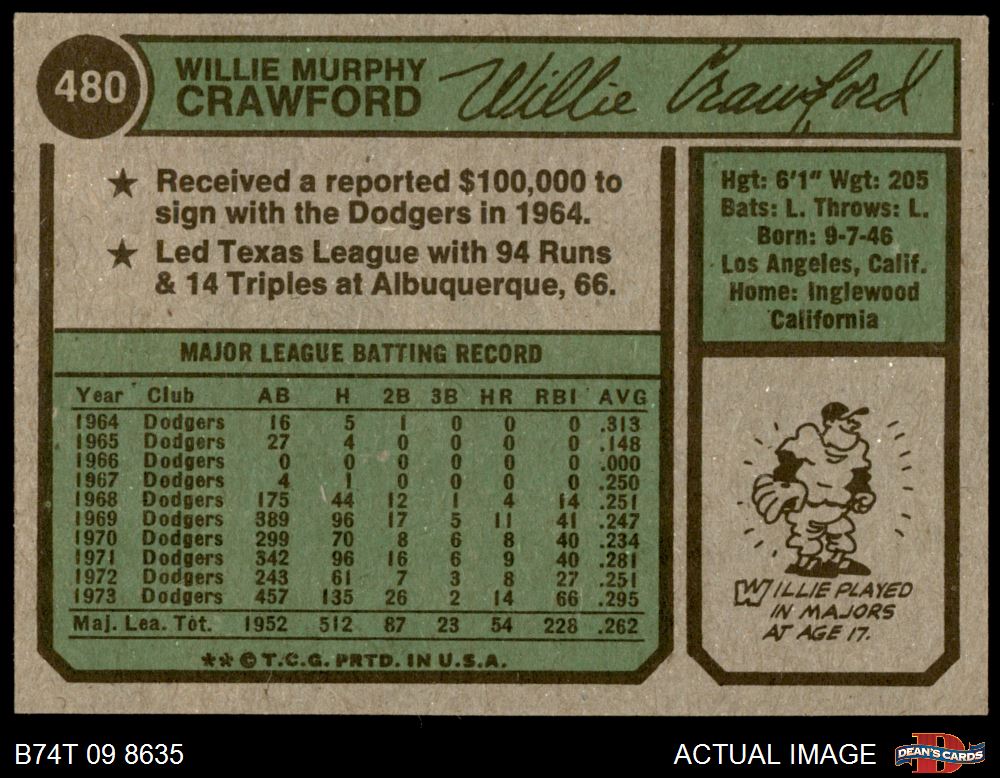 480
WILLIE MURPHY
CRAWFORD
Willie Crawford
★ Received a reported $100,000 to
sign with the Dodgers in 1964.
★ Led Texas League with 94 Runs
& 14 Triples at Albuquerque, 66.
MAJOR LEAGUE BATTING RECORD
Year Club AB H 2B 3B HR RBI AVG
1964 Dodgers 16 5 1 0 0 0 .313
1965 Dodgers 27 4 0 0 0 0 .148
1966 Dodgers 0 0 0 0 0 0 .000
1967 Dodgers 4 1 0 0 0 0 .250
1968 Dodgers 175 44 12 1 4 14 .251
1969 Dodgers 389 96 17 5 11 41 .247
1970 Dodgers 299 70 8 6 8 40 .234
1971 Dodgers 342 96 16 6 9 40 .281
1972 Dodgers 243 61 7 3 8 27 .251
1973 Dodgers 457 135 26 2 14 66 .295
Maj. Lea. Tot. 1952 512 87 23 54 228 .262
★★ © T.C.G. PRTD. IN U.S.A.
Hgt: 6'1" Wgt: 205
Bats: L. Throws: L.
Born: 9-7-46
Los Angeles, Calif.
Home: Inglewood
California
WILLIE PLAYED
IN MAJORS
AT AGE 17.
B74T 09 8635
ACTUAL IMAGE
D
DEAN'S CARDS